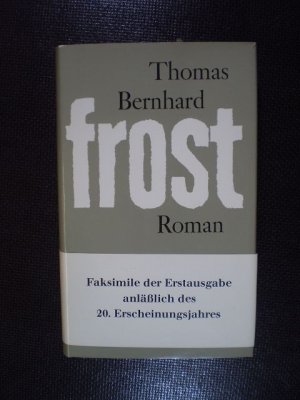 Thomas
Bernhard
frost
Roman
Faksimile der Erstausgabe
anläßlich des
20. Erscheinungsjahres